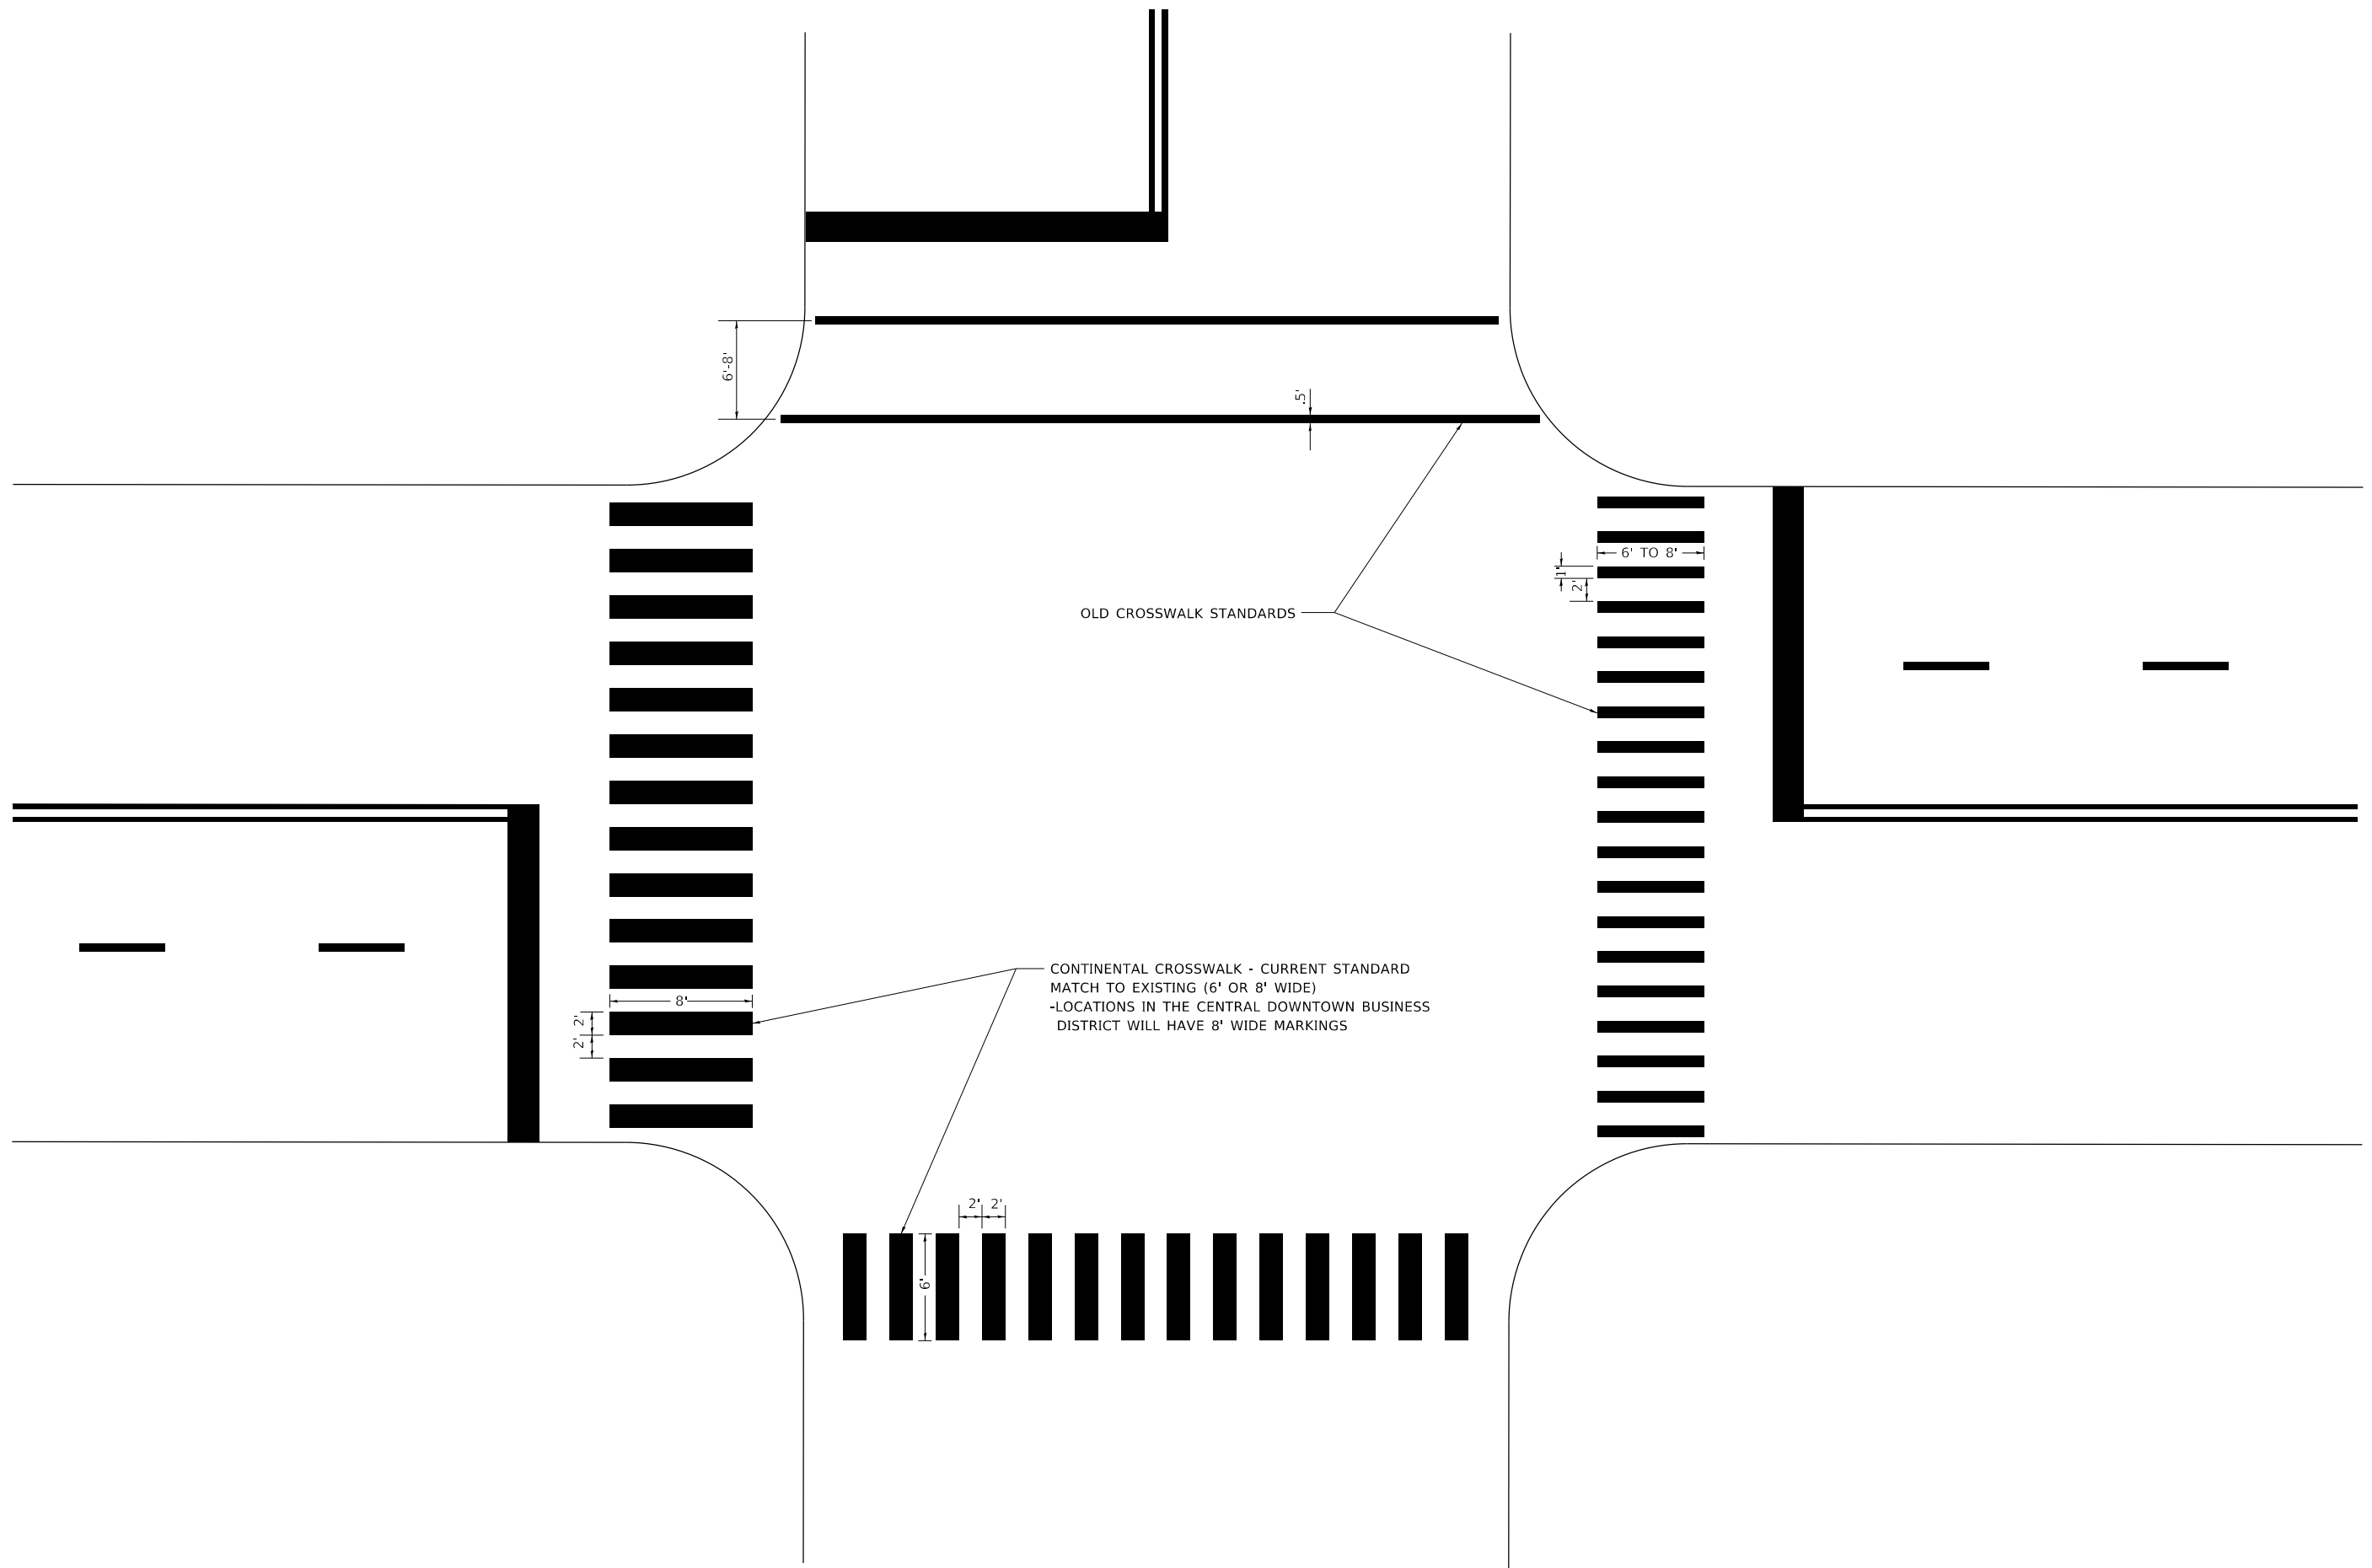 6'-8'
.5'
6' TO 8'
1'
2'
OLD CROSSWALK STANDARDS
CONTINENTAL CROSSWALK - CURRENT STANDARD
MATCH TO EXISTING (6' OR 8' WIDE)
-LOCATIONS IN THE CENTRAL DOWNTOWN BUSINESS
DISTRICT WILL HAVE 8' WIDE MARKINGS
8'
2'
2'
2' 2'
6'